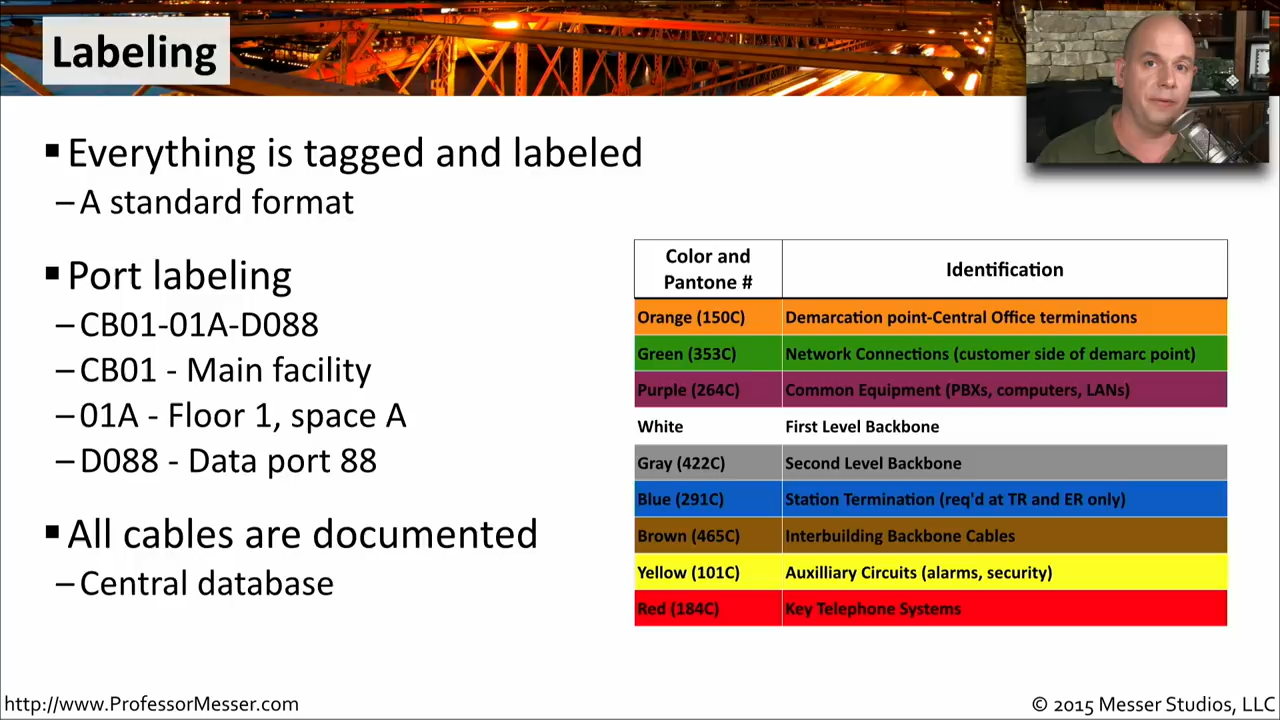 Labeling
▪ Everything is tagged and labeled
– A standard format
▪ Port labeling
– CB01-01A-D088
– CB01 - Main facility
– 01A - Floor 1, space A
– D088 - Data port 88
▪ All cables are documented
– Central database
Color and Pantone # Identification
Orange (150C) Demarcation point-Central Office terminations
Green (353C) Network Connections (customer side of demarc point)
Purple (264C) Common Equipment (PBXs, computers, LANs)
White First Level Backbone
Gray (422C) Second Level Backbone
Blue (291C) Station Termination (req'd at TR and ER only)
Brown (465C) Interbuilding Backbone Cables
Yellow (101C) Auxilliary Circuits (alarms, security)
Red (184C) Key Telephone Systems
http://www.ProfessorMesser.com
© 2015 Messer Studios, LLC